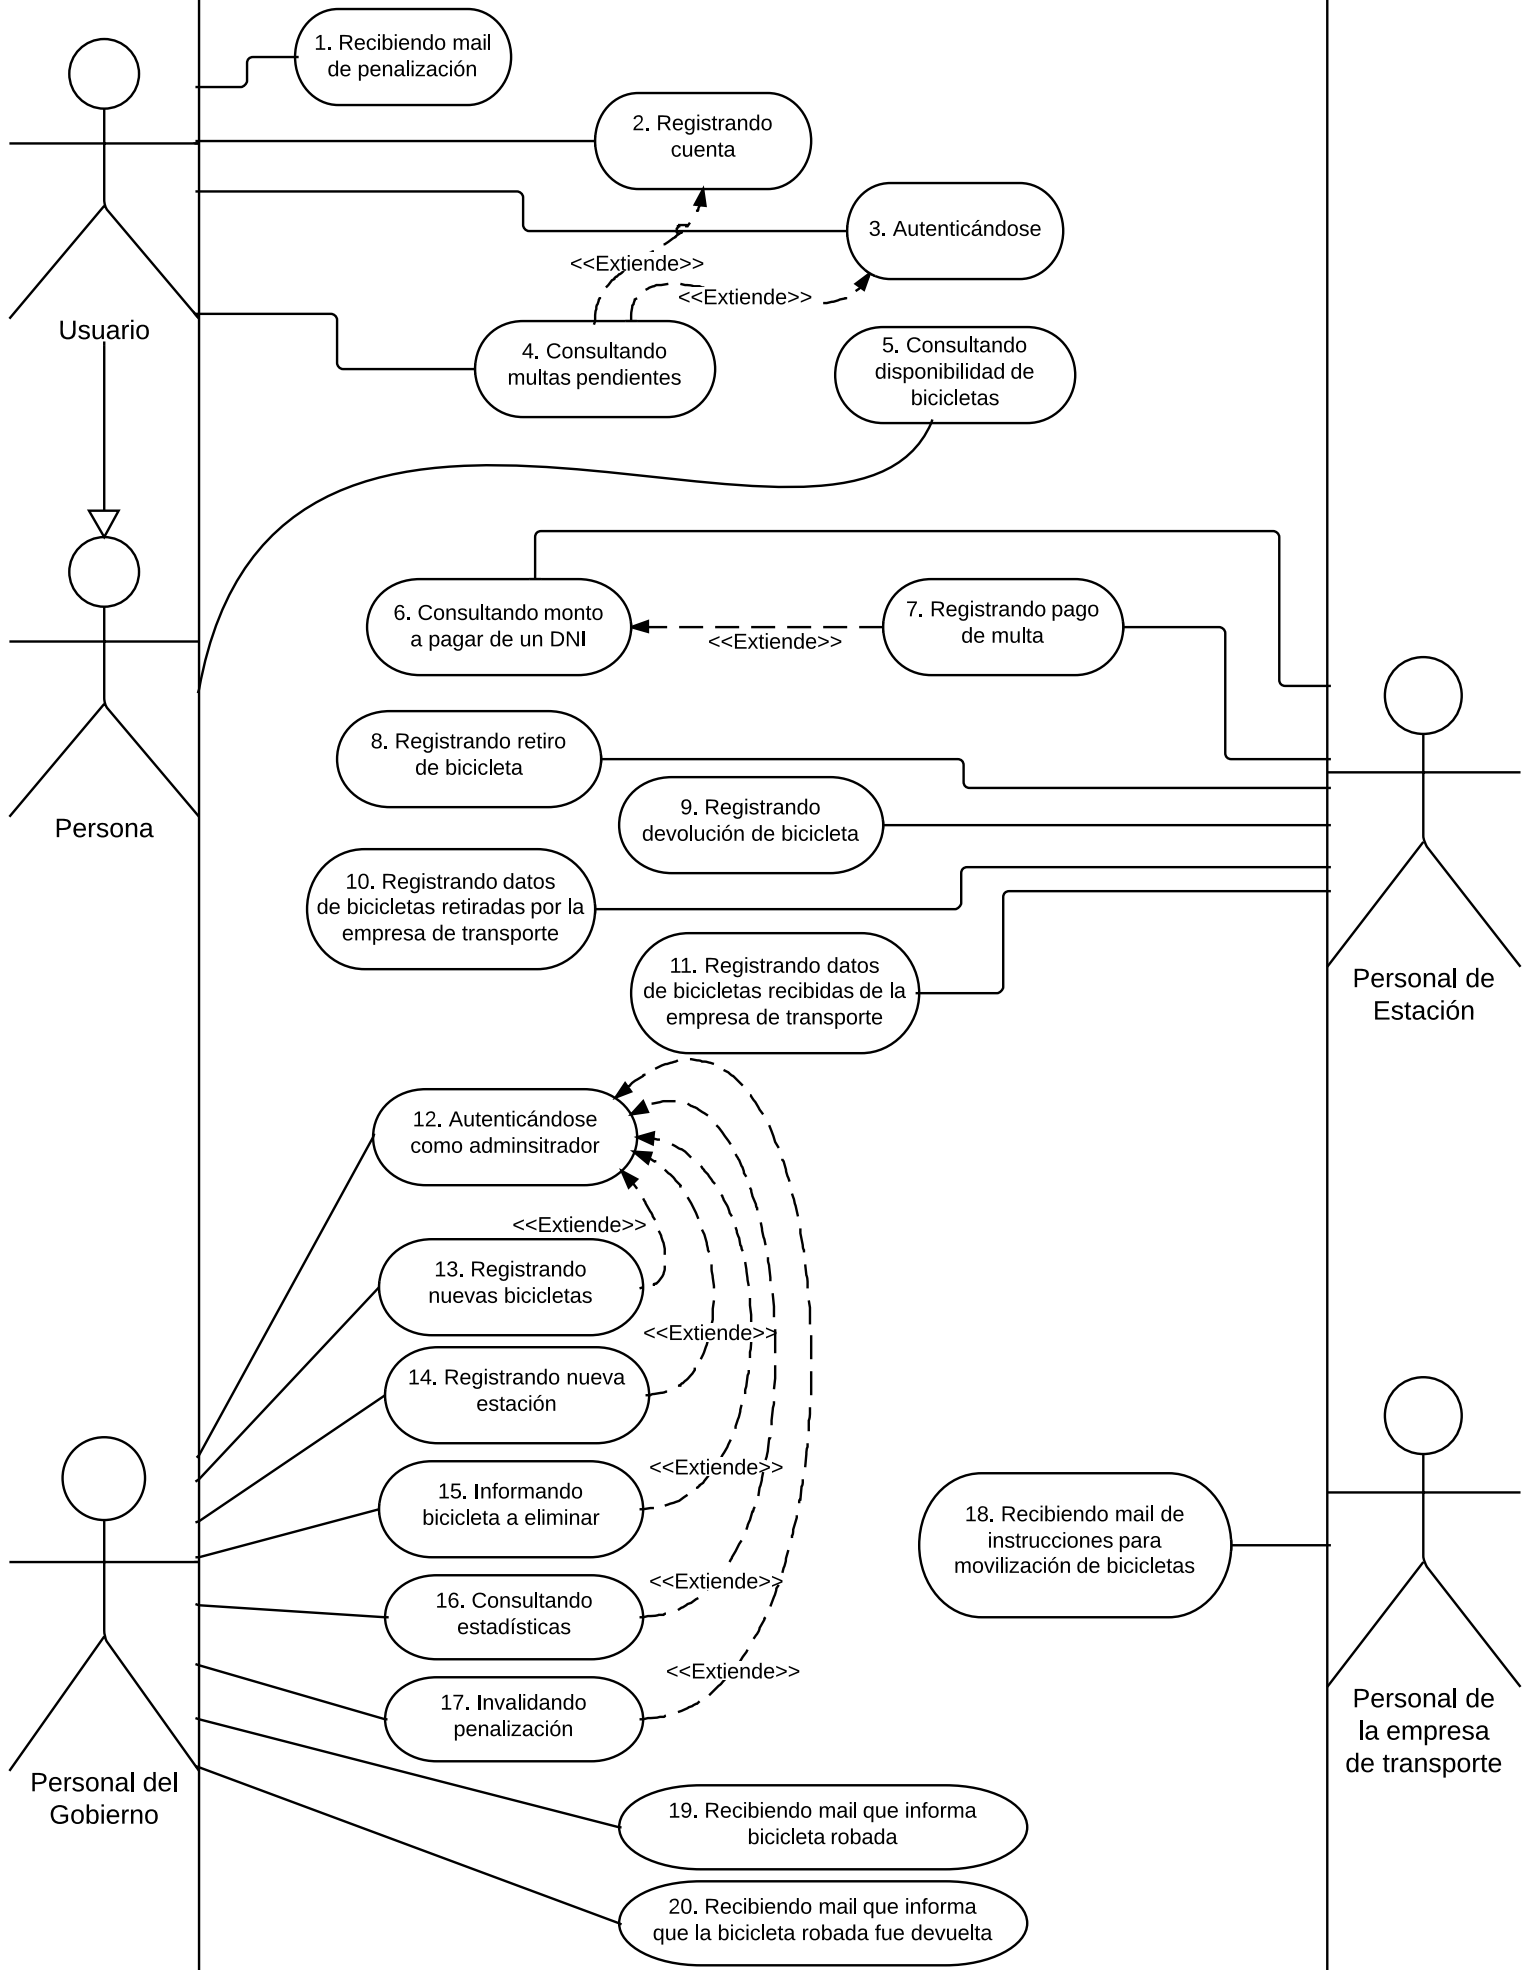 1. Recibiendo mail
de penalización
2. Registrando
cuenta
3. Autenticándose
<<Extiende>>
<<Extiende>>
Usuario
4. Consultando
multas pendientes
5. Consultando
disponibilidad de
bicicletas
6. Consultando monto
a pagar de un DNI
<<Extiende>>
7. Registrando pago
de multa
8. Registrando retiro
de bicicleta
Persona
9. Registrando
devolución de bicicleta
10. Registrando datos
de bicicletas retiradas por la
empresa de transporte
11. Registrando datos
de bicicletas recibidas de la
empresa de transporte
Personal de
Estación
12. Autenticándose
como adminsitrador
<<Extiende>>
13. Registrando
nuevas bicicletas
<<Extiende>>
14. Registrando nueva
estación
<<Extiende>>
15. Informando
bicicleta a eliminar
18. Recibiendo mail de
instrucciones para
movilización de bicicletas
<<Extiende>>
16. Consultando
estadísticas
<<Extiende>>
17. Invalidando
penalización
Personal de
la empresa
de transporte
Personal del
Gobierno
19. Recibiendo mail que informa
bicicleta robada
20. Recibiendo mail que informa
que la bicicleta robada fue devuelta